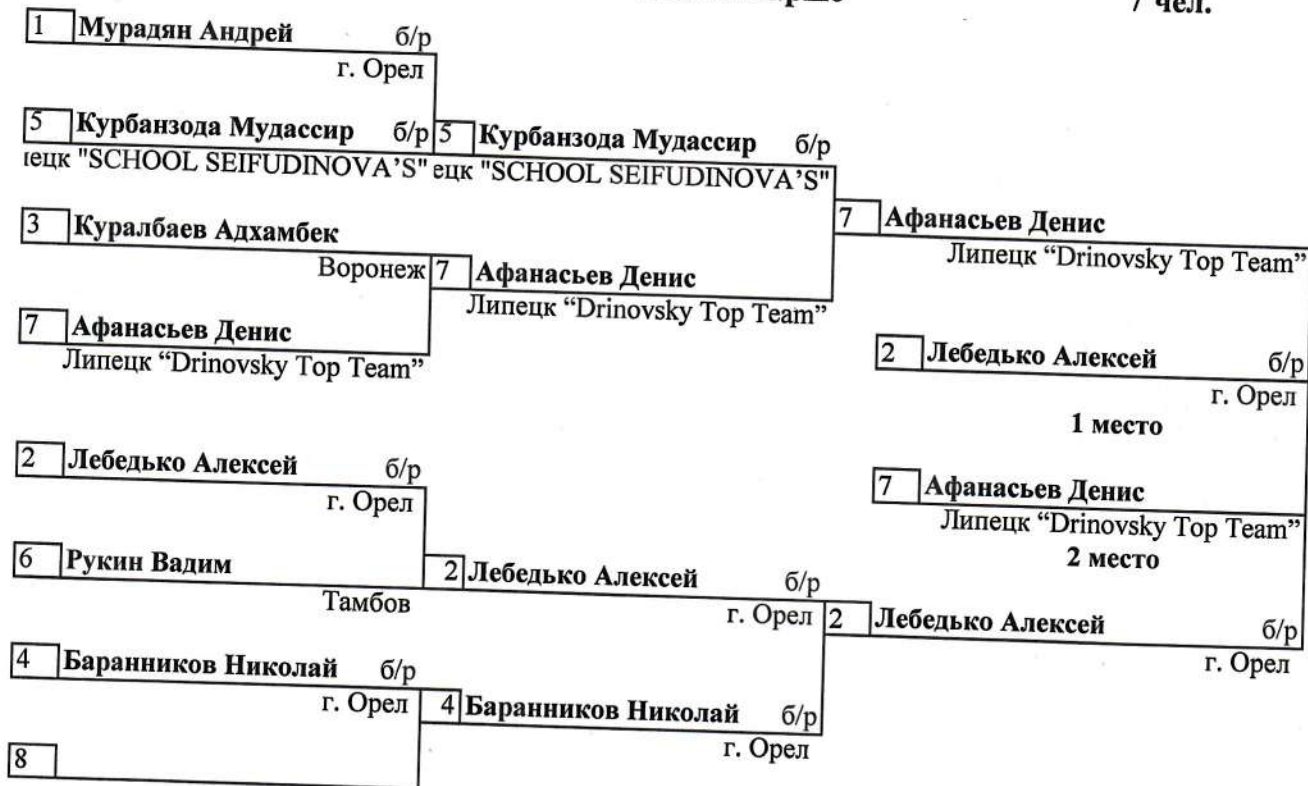 7 чел.
1 Мурадян Андрей б/р
г. Орел
5 Курбанзода Мудассир б/р
"SCHOOL SEIFUDINOVA'S"
3 Куралбаев Адхамбек
Воронеж
7 Афанасьев Денис
Липецк “Drinovsky Top Team”
2 Лебедько Алексей б/р
г. Орел
6 Рукин Вадим
Тамбов
4 Баранников Николай б/р
г. Орел
8
5 Курбанзода Мудассир б/р
"SCHOOL SEIFUDINOVA'S"
7 Афанасьев Денис
Липецк “Drinovsky Top Team”
2 Лебедько Алексей б/р
г. Орел
4 Баранников Николай б/р
г. Орел
7 Афанасьев Денис
Липецк “Drinovsky Top Team”
2 Лебедько Алексей б/р
г. Орел
1 место
7 Афанасьев Денис
Липецк “Drinovsky Top Team”
2 место
2 Лебедько Алексей б/р
г. Орел